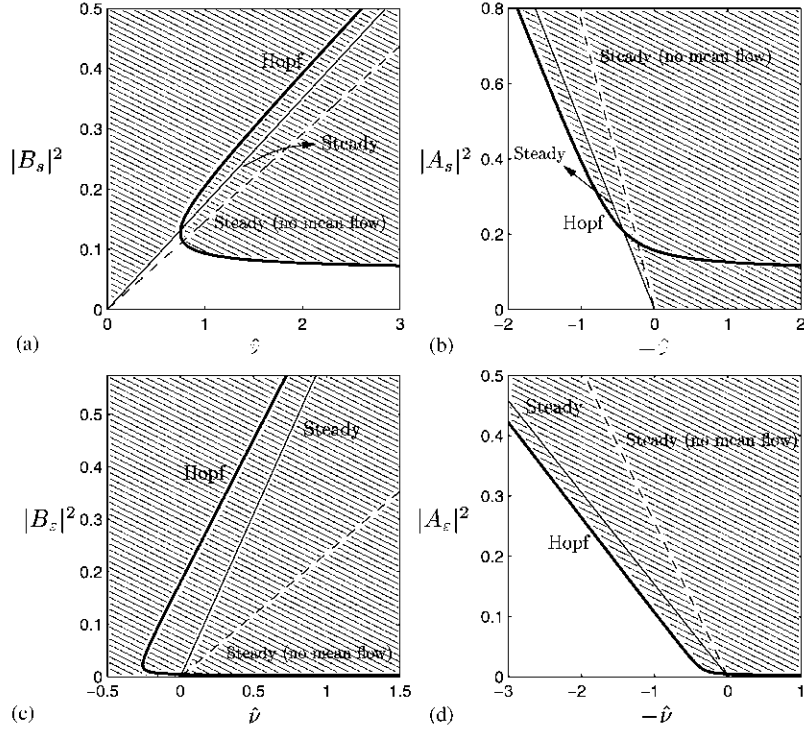 0.5
0.4
0.3
0.2
0.1
0
|B_s|^2
Hopf
Steady
Steady (no mean flow)
0
1
2
3
(a)
ν̂
0.8
0.6
0.4
0.2
0
|A_s|^2
Steady (no mean flow)
Steady
Hopf
−2
−1
0
1
2
(b)
−ν̂
0.5
0.4
0.3
0.2
0.1
0
|B_s|^2
Steady
Hopf
Steady (no mean flow)
−0.5
0
0.5
1
1.5
(c)
ν̂
0.5
0.4
0.3
0.2
0.1
0
|A_s|^2
Steady
Steady (no mean flow)
Hopf
−3
−2
−1
0
1
(d)
−ν̂